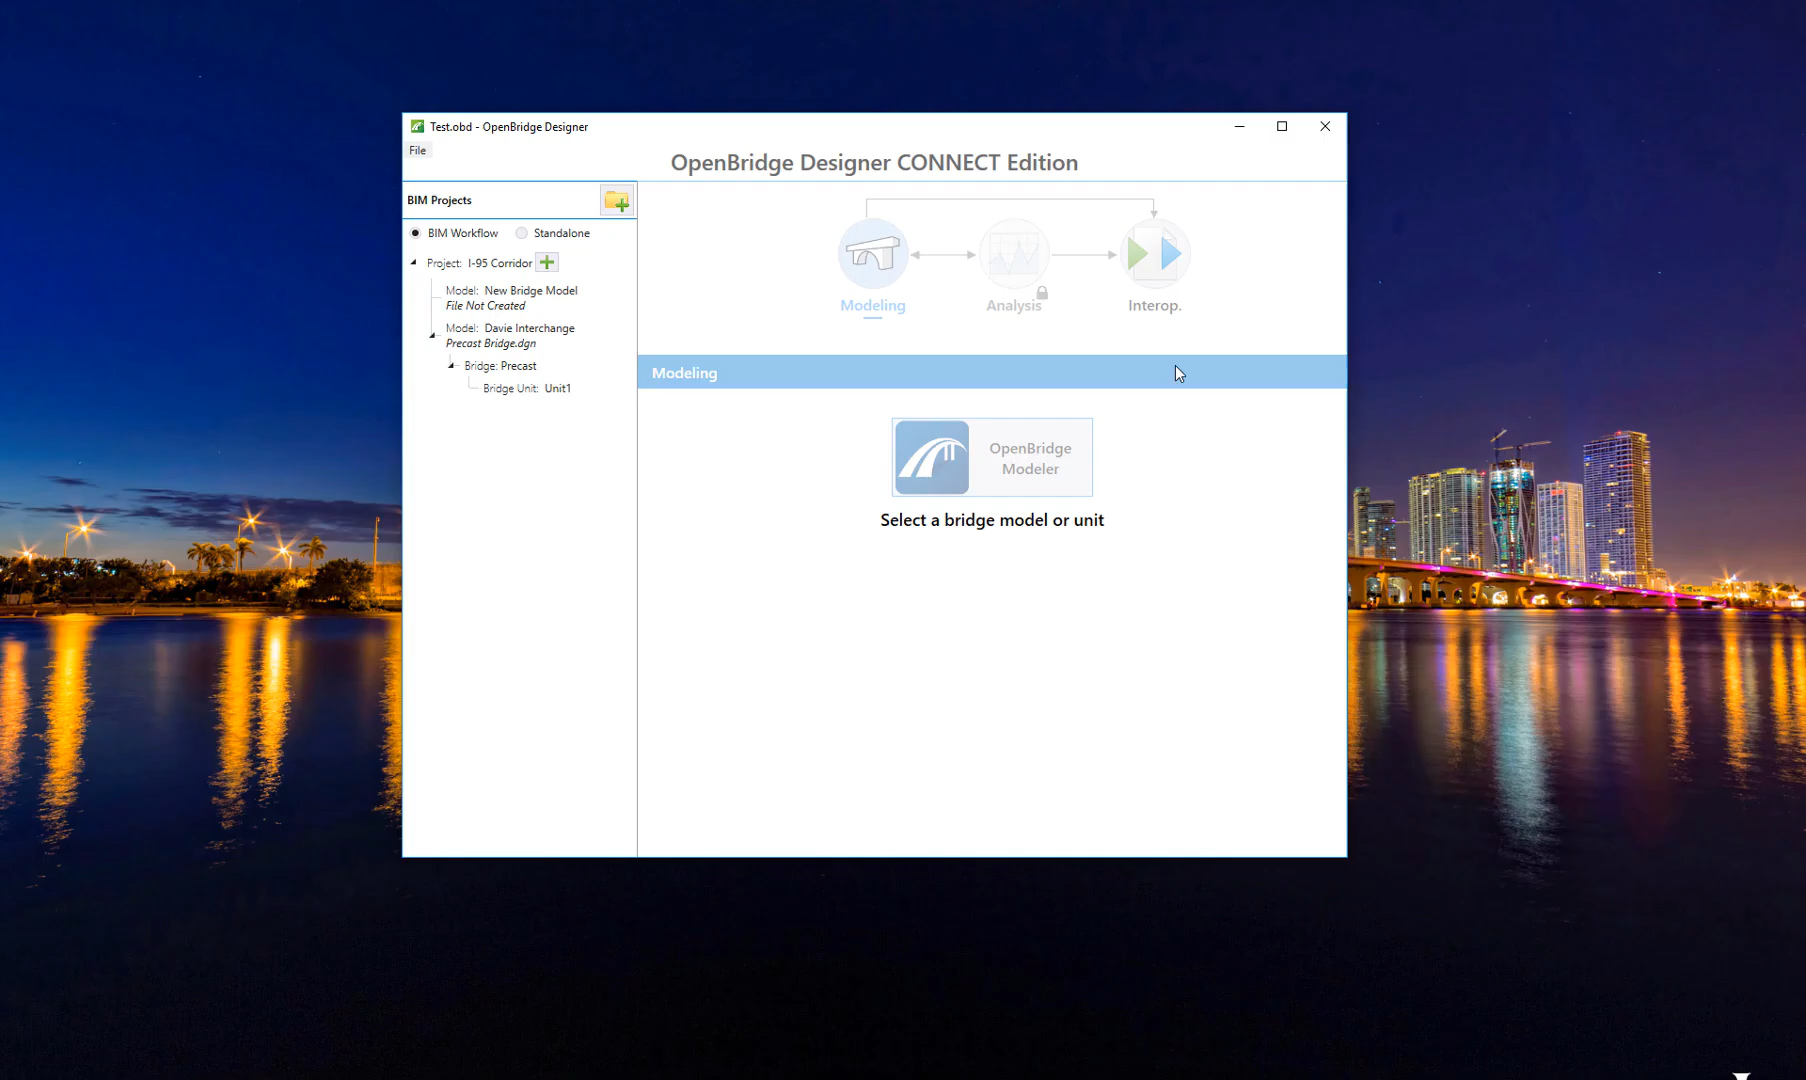 Test.obd - OpenBridge Designer
File
OpenBridge Designer CONNECT Edition
BIM Projects
BIM Workflow
Standalone
Project: I-95 Corridor
Model: New Bridge Model
File Not Created
Model: Davie Interchange
Precast Bridge.dgn
Bridge: Precast
Bridge Unit: Unit1
Modeling
Analysis
Interop.
Modeling
OpenBridge
Modeler
Select a bridge model or unit